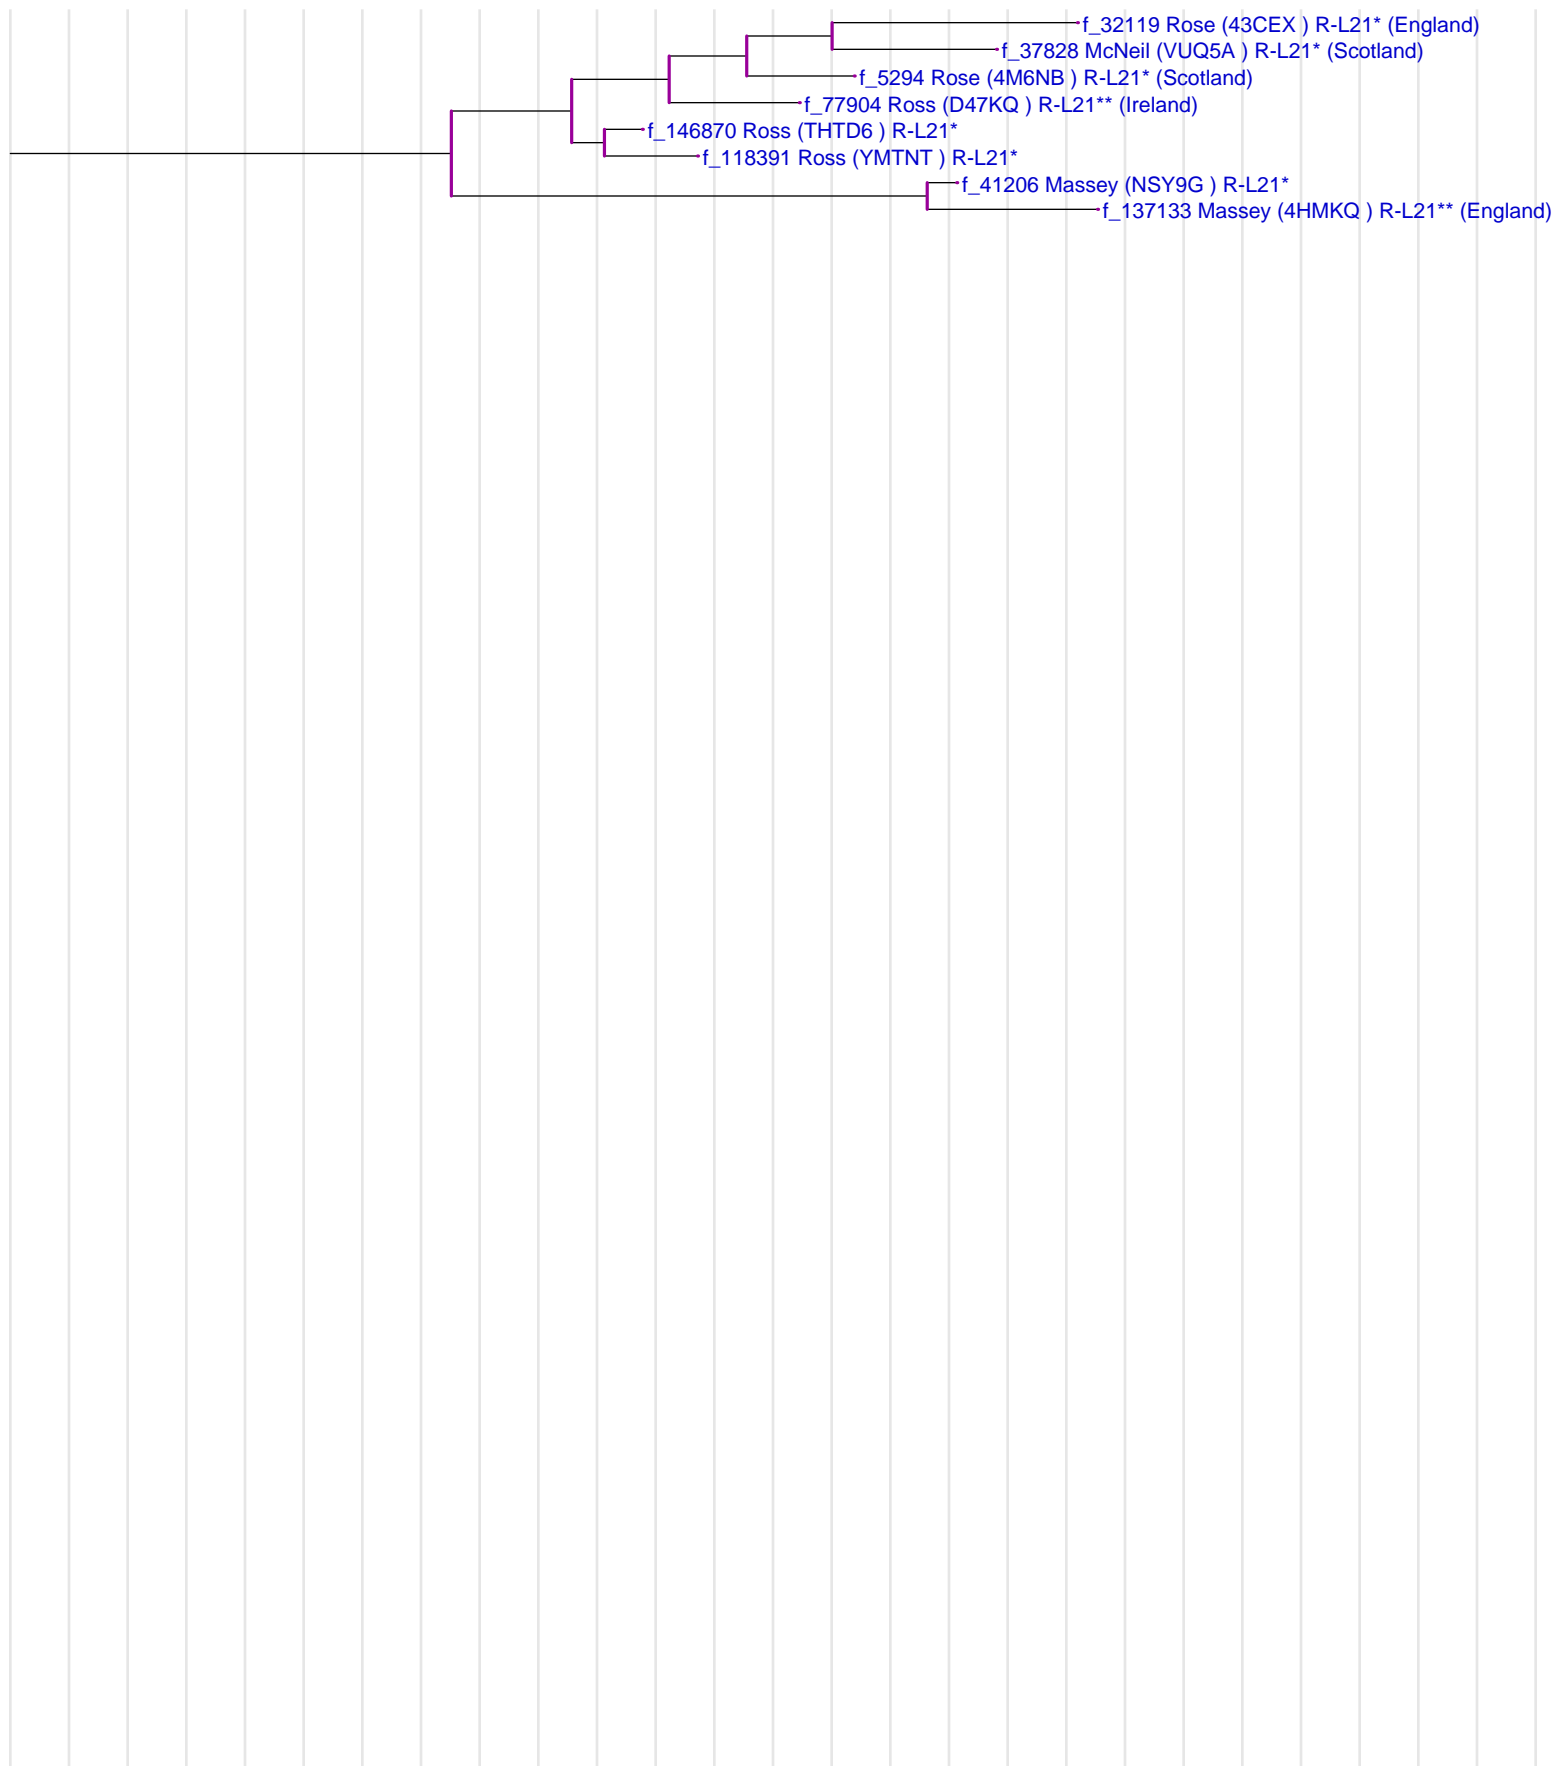 f_32119 Rose (43CEX ) R-L21* (England)
f_37828 McNeil (VUQ5A ) R-L21* (Scotland)
f_5294 Rose (4M6NB ) R-L21* (Scotland)
f_77904 Ross (D47KQ ) R-L21** (Ireland)
f_146870 Ross (THTD6 ) R-L21*
f_118391 Ross (YMTNT ) R-L21*
f_41206 Massey (NSY9G ) R-L21*
f_137133 Massey (4HMKQ ) R-L21** (England)